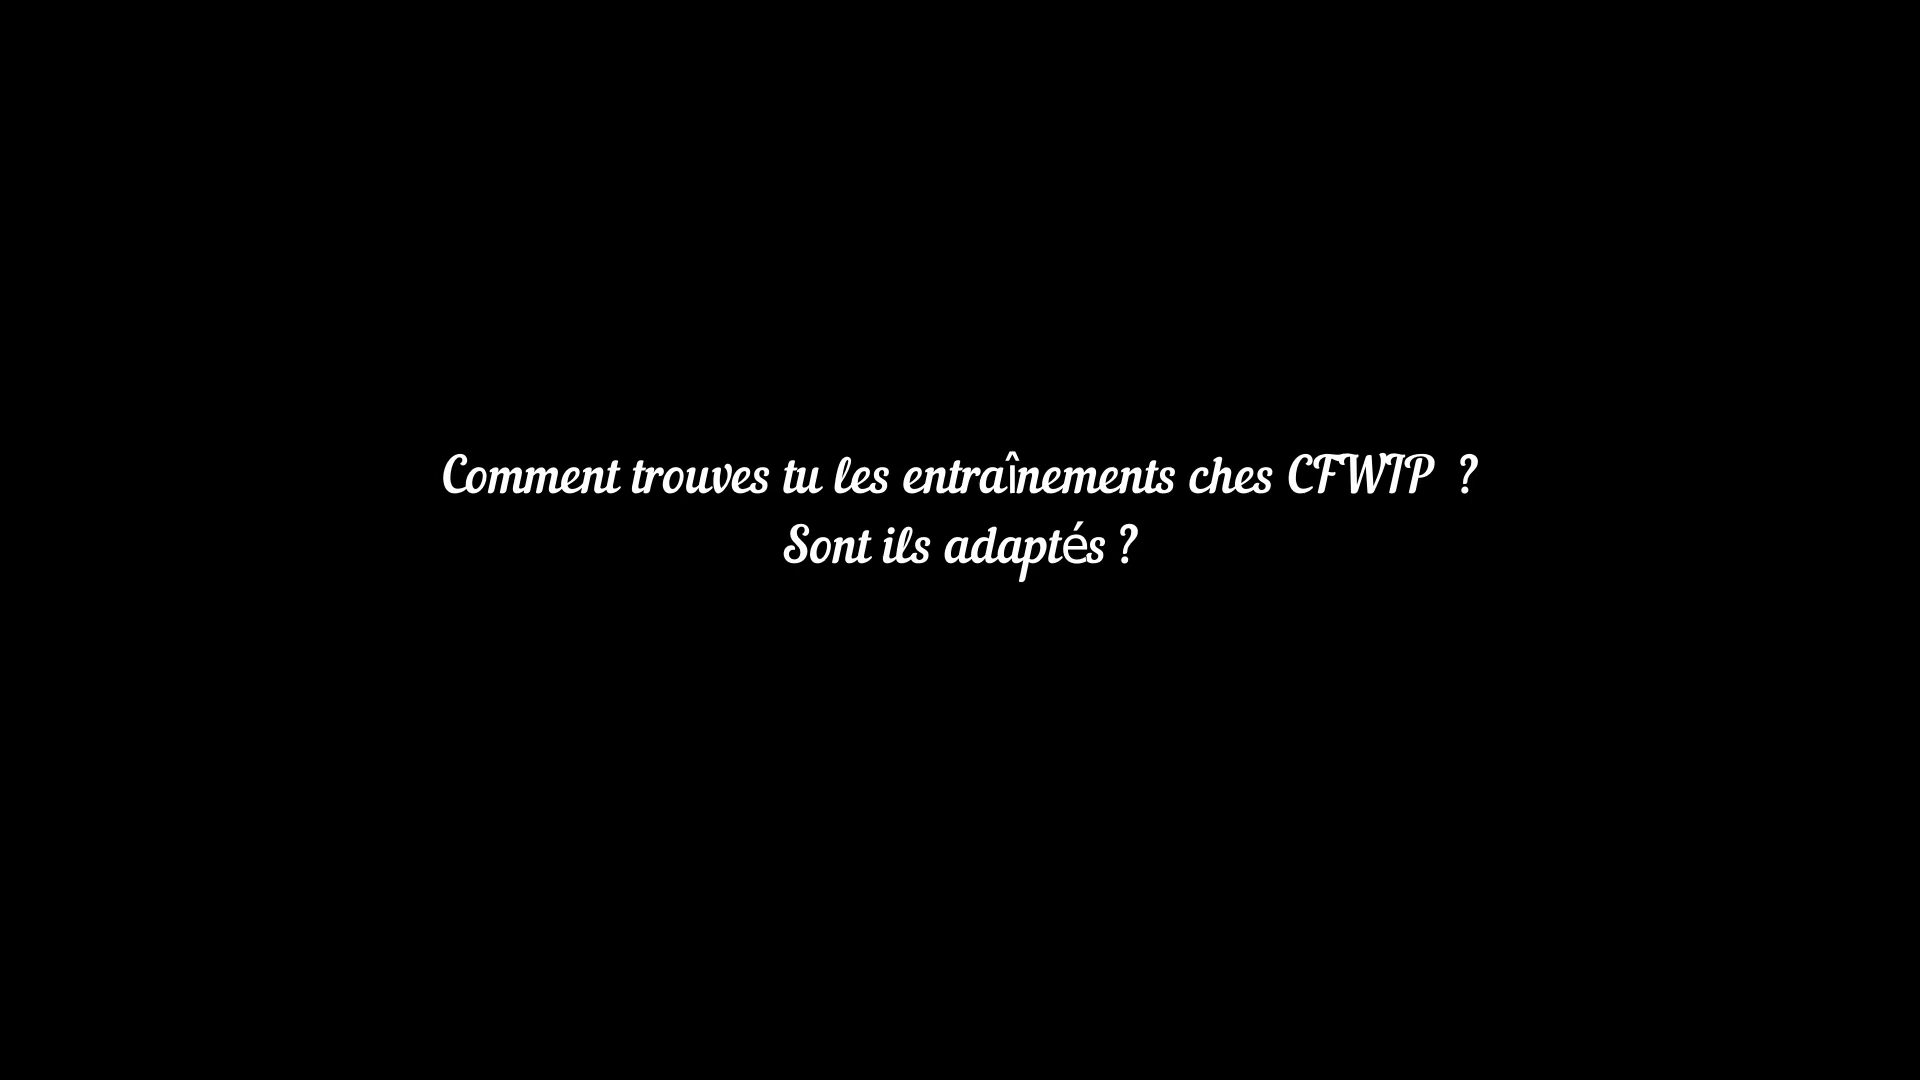 Comment trouves tu les entraînements ches CFWIP ?
Sont ils adaptés ?